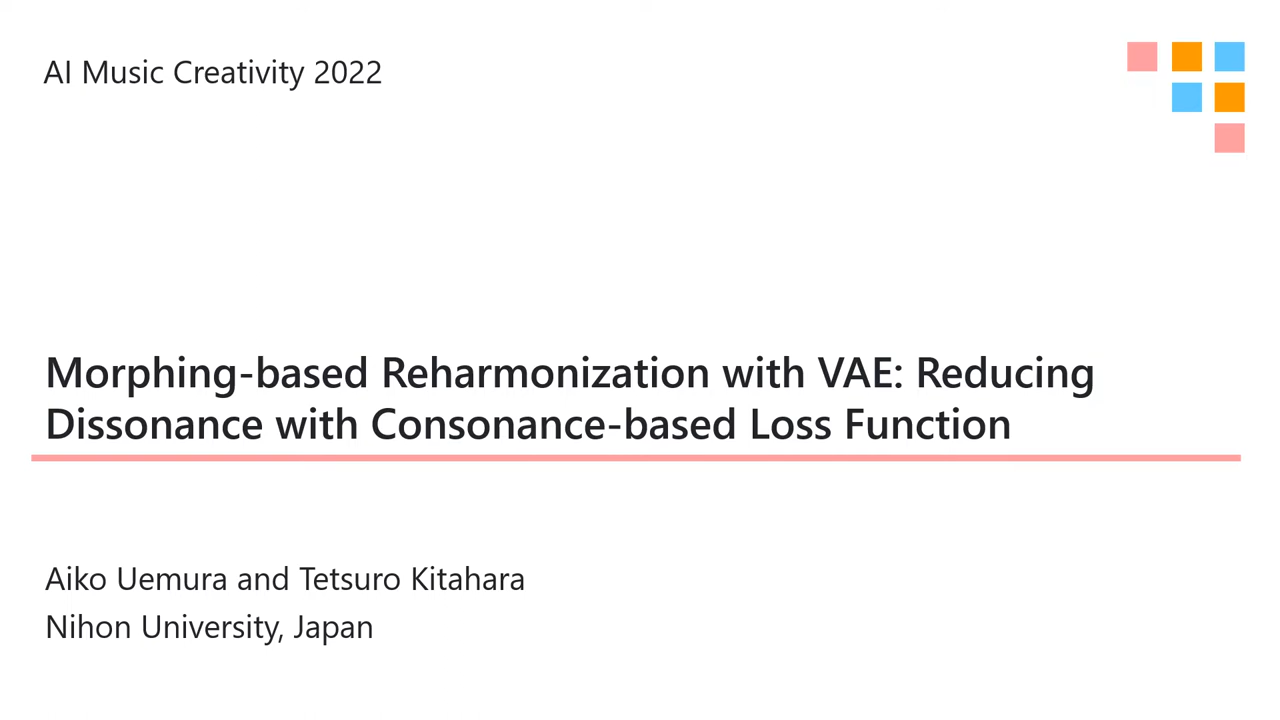 AI Music Creativity 2022
Morphing-based Reharmonization with VAE: Reducing
Dissonance with Consonance-based Loss Function
Aiko Uemura and Tetsuro Kitahara
Nihon University, Japan